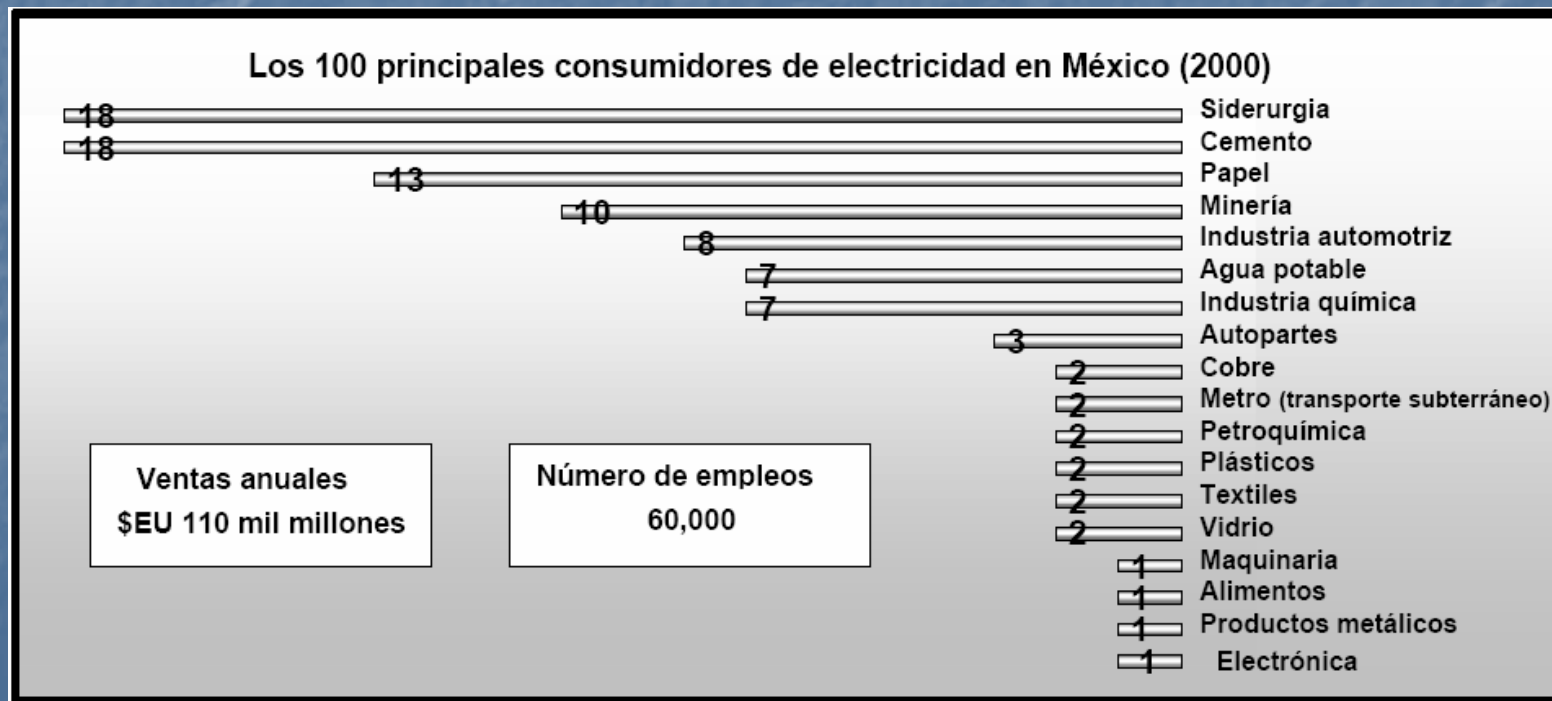 Los 100 principales consumidores de electricidad en México (2000)
18 Siderurgia
18 Cemento
13 Papel
10 Minería
8 Industria automotriz
7 Agua potable
7 Industria química
3 Autopartes
2 Cobre
2 Metro (transporte subterráneo)
2 Petroquímica
2 Plásticos
2 Textiles
2 Vidrio
1 Maquinaria
1 Alimentos
1 Productos metálicos
1 Electrónica
Ventas anuales
$EU 110 mil millones
Número de empleos
60,000